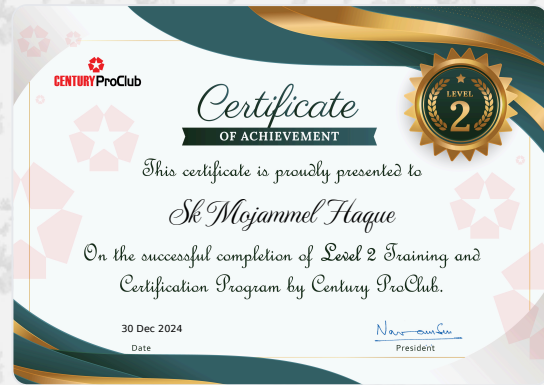 CENTURY ProClub
LEVEL
2
Certificate
OF ACHIEVEMENT
This certificate is proudly presented to
Sk Mojammel Haque
On the successful completion of Level 2 Training and
Certification Program by Century ProClub.
30 Dec 2024
Date
President